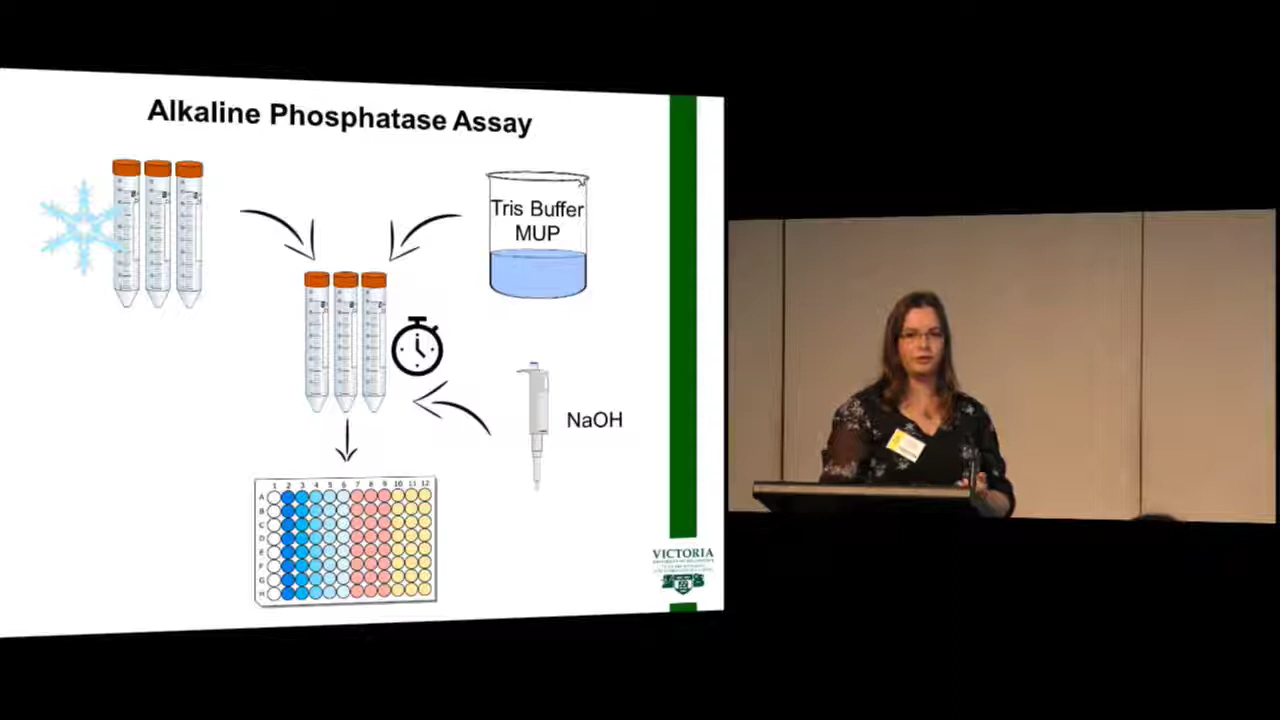 Alkaline Phosphatase Assay
Tris Buffer
MUP
NaOH
1 2 3 4 5 6 7 8 9 10 11 12
A
B
C
D
E
F
G
H
VICTORIA